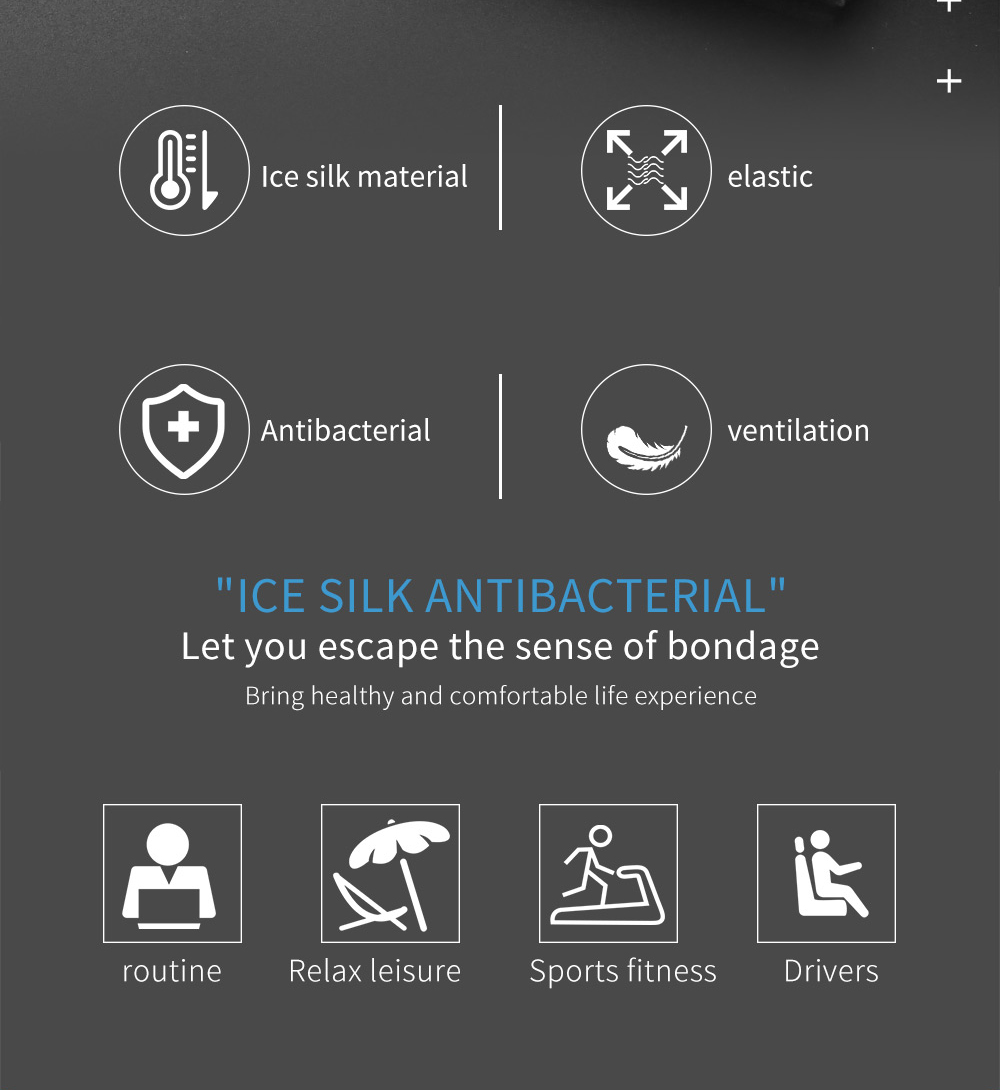 Ice silk material
elastic
Antibacterial
ventilation
"ICE SILK ANTIBACTERIAL"
Let you escape the sense of bondage
Bring healthy and comfortable life experience
routine
Relax leisure
Sports fitness
Drivers